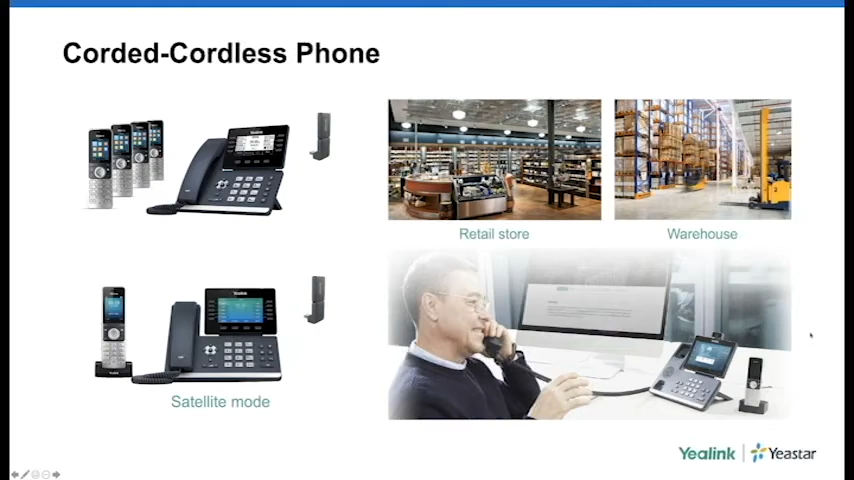 Corded-Cordless Phone
Retail store
Warehouse
Satellite mode
Yealink
Yeastar